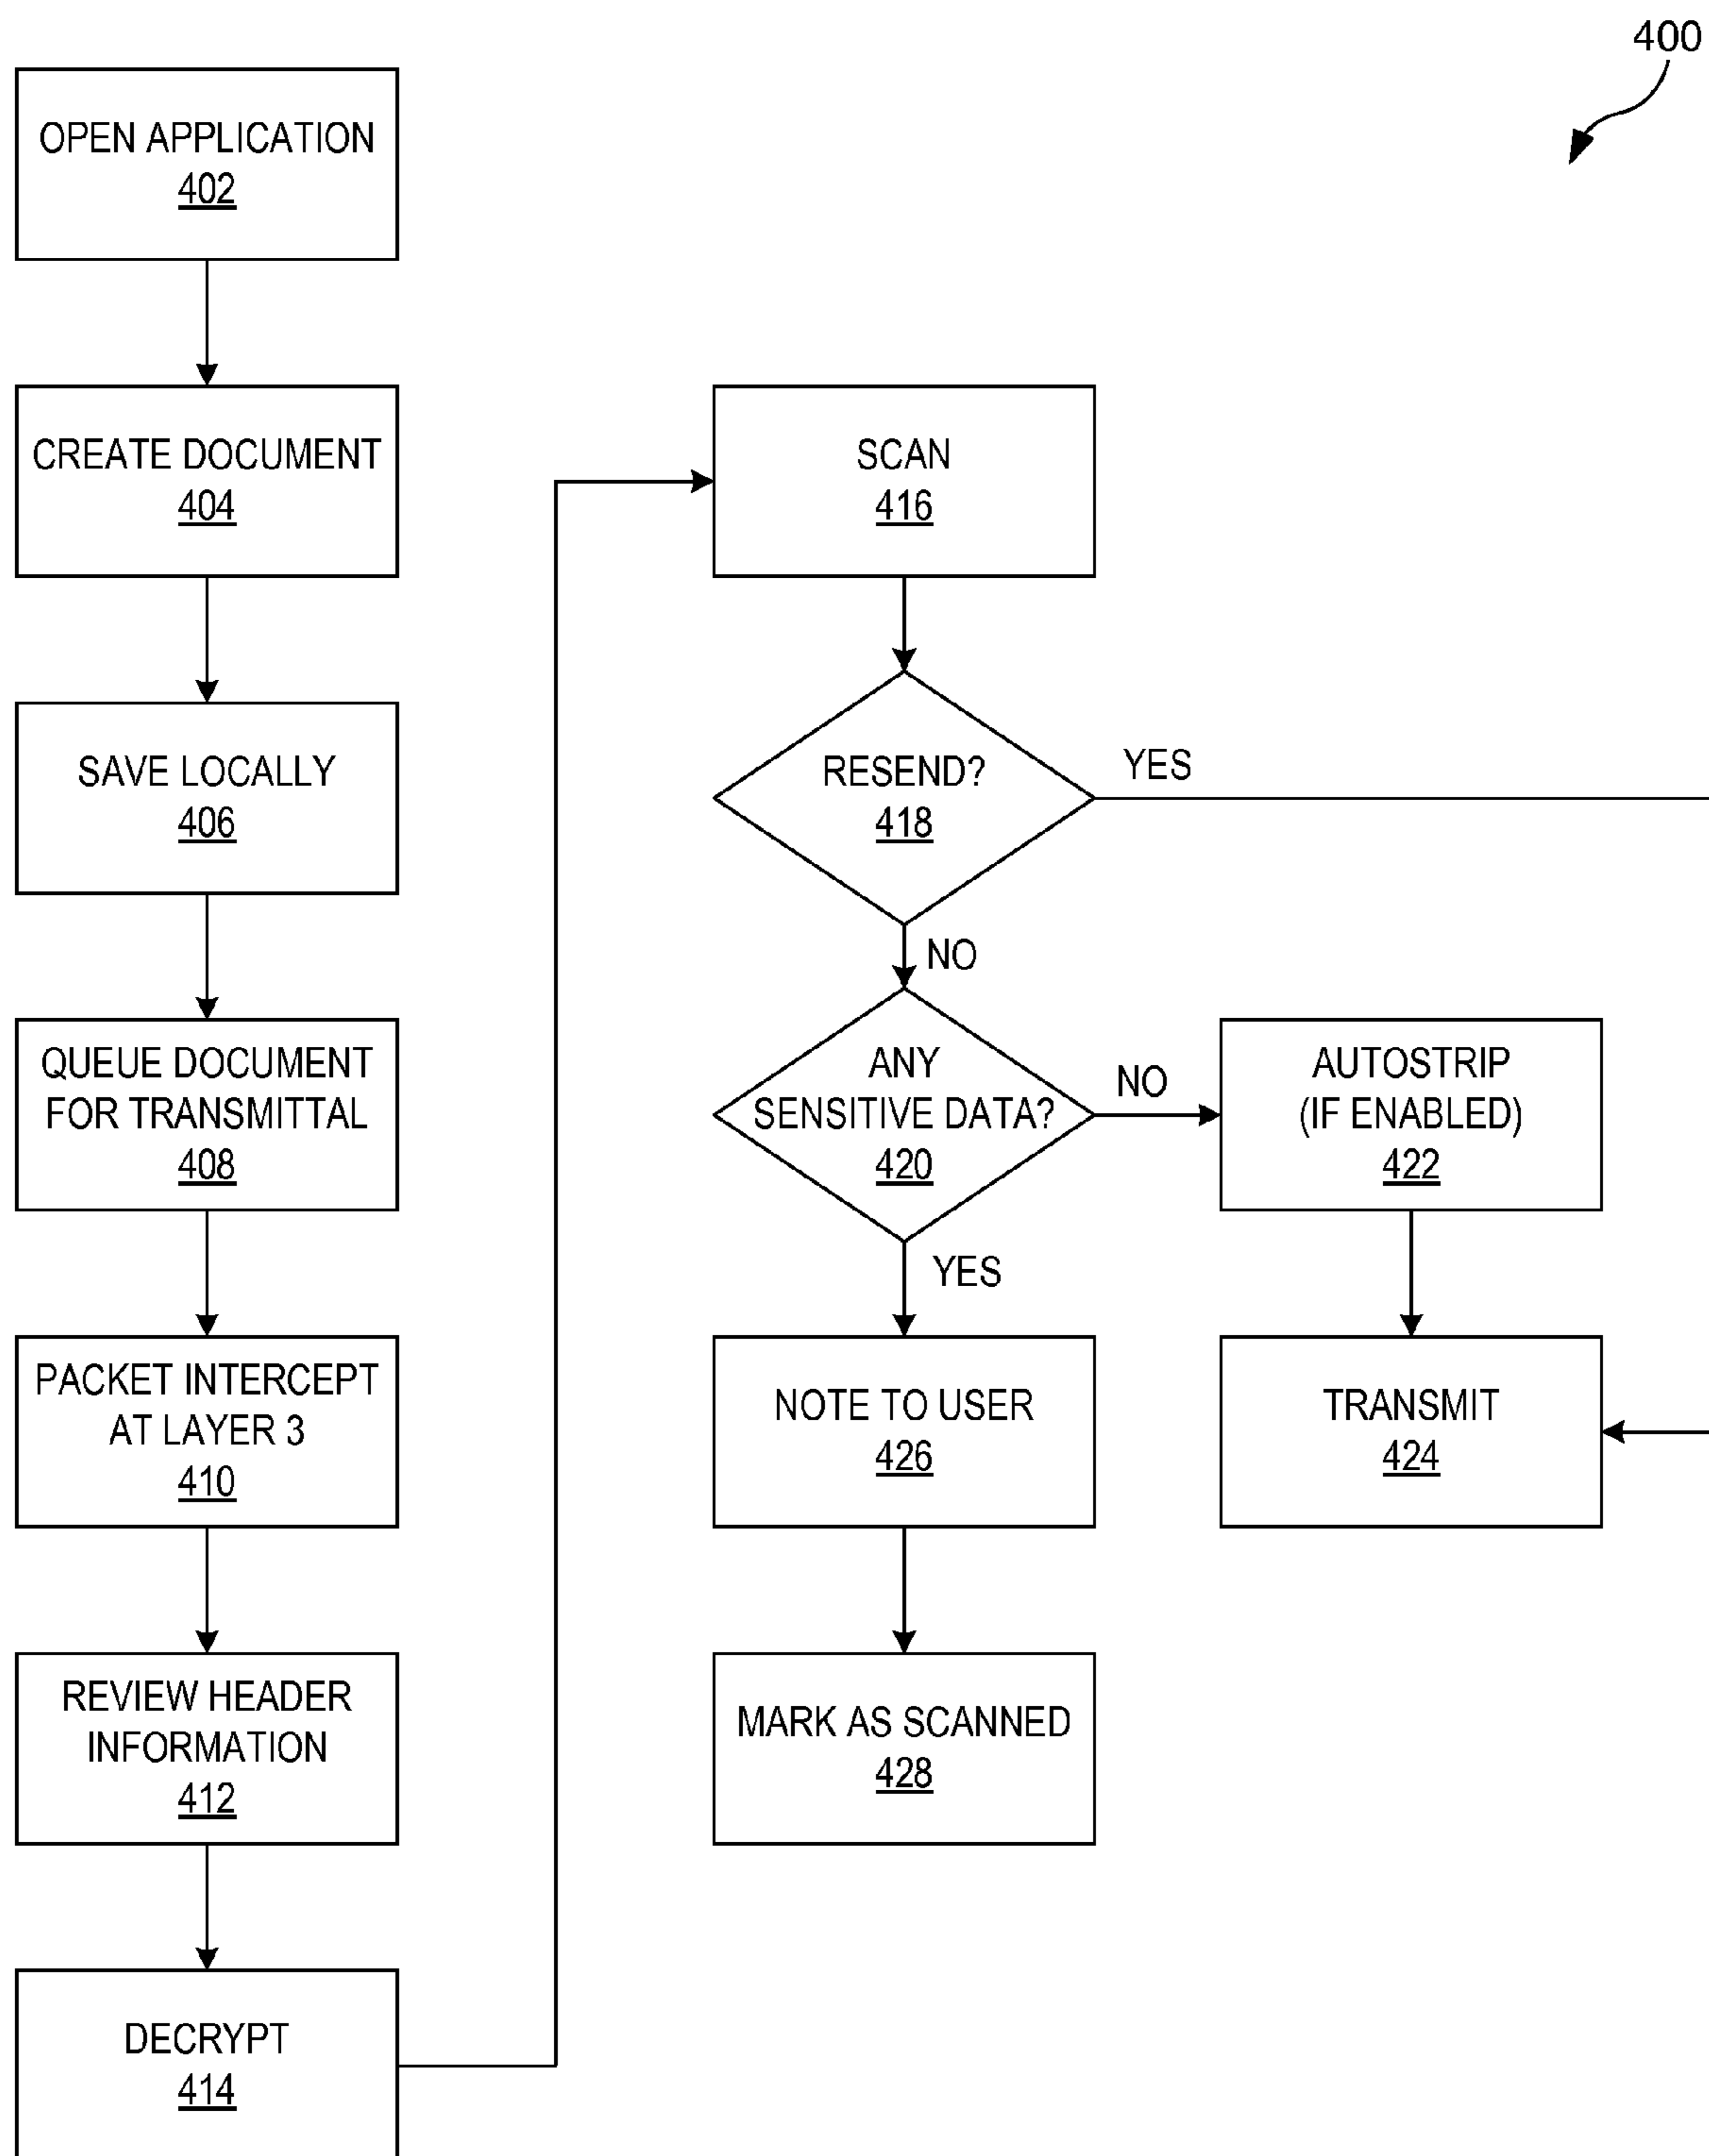 400
OPEN APPLICATION
402
CREATE DOCUMENT
404
SAVE LOCALLY
406
QUEUE DOCUMENT
FOR TRANSMITTAL
408
PACKET INTERCEPT
AT LAYER 3
410
REVIEW HEADER
INFORMATION
412
DECRYPT
414
SCAN
416
RESEND?
418
YES
NO
ANY
SENSITIVE DATA?
420
NO
YES
AUTOSTRIP
(IF ENABLED)
422
TRANSMIT
424
NOTE TO USER
426
MARK AS SCANNED
428